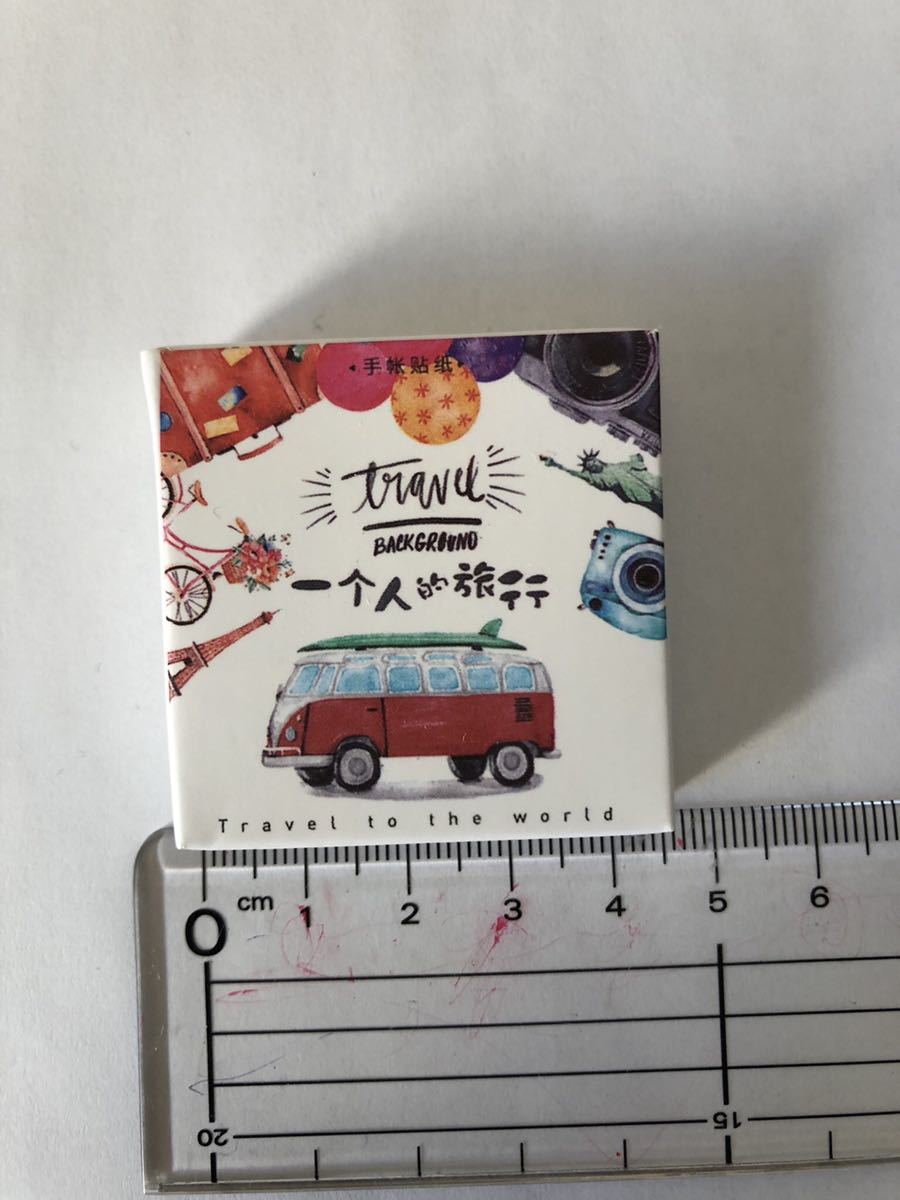 手帐贴纸
travel
BACKGROUND
一个人的旅行
Travel to the world
0 cm 1 2 3 4 5 6
20 15